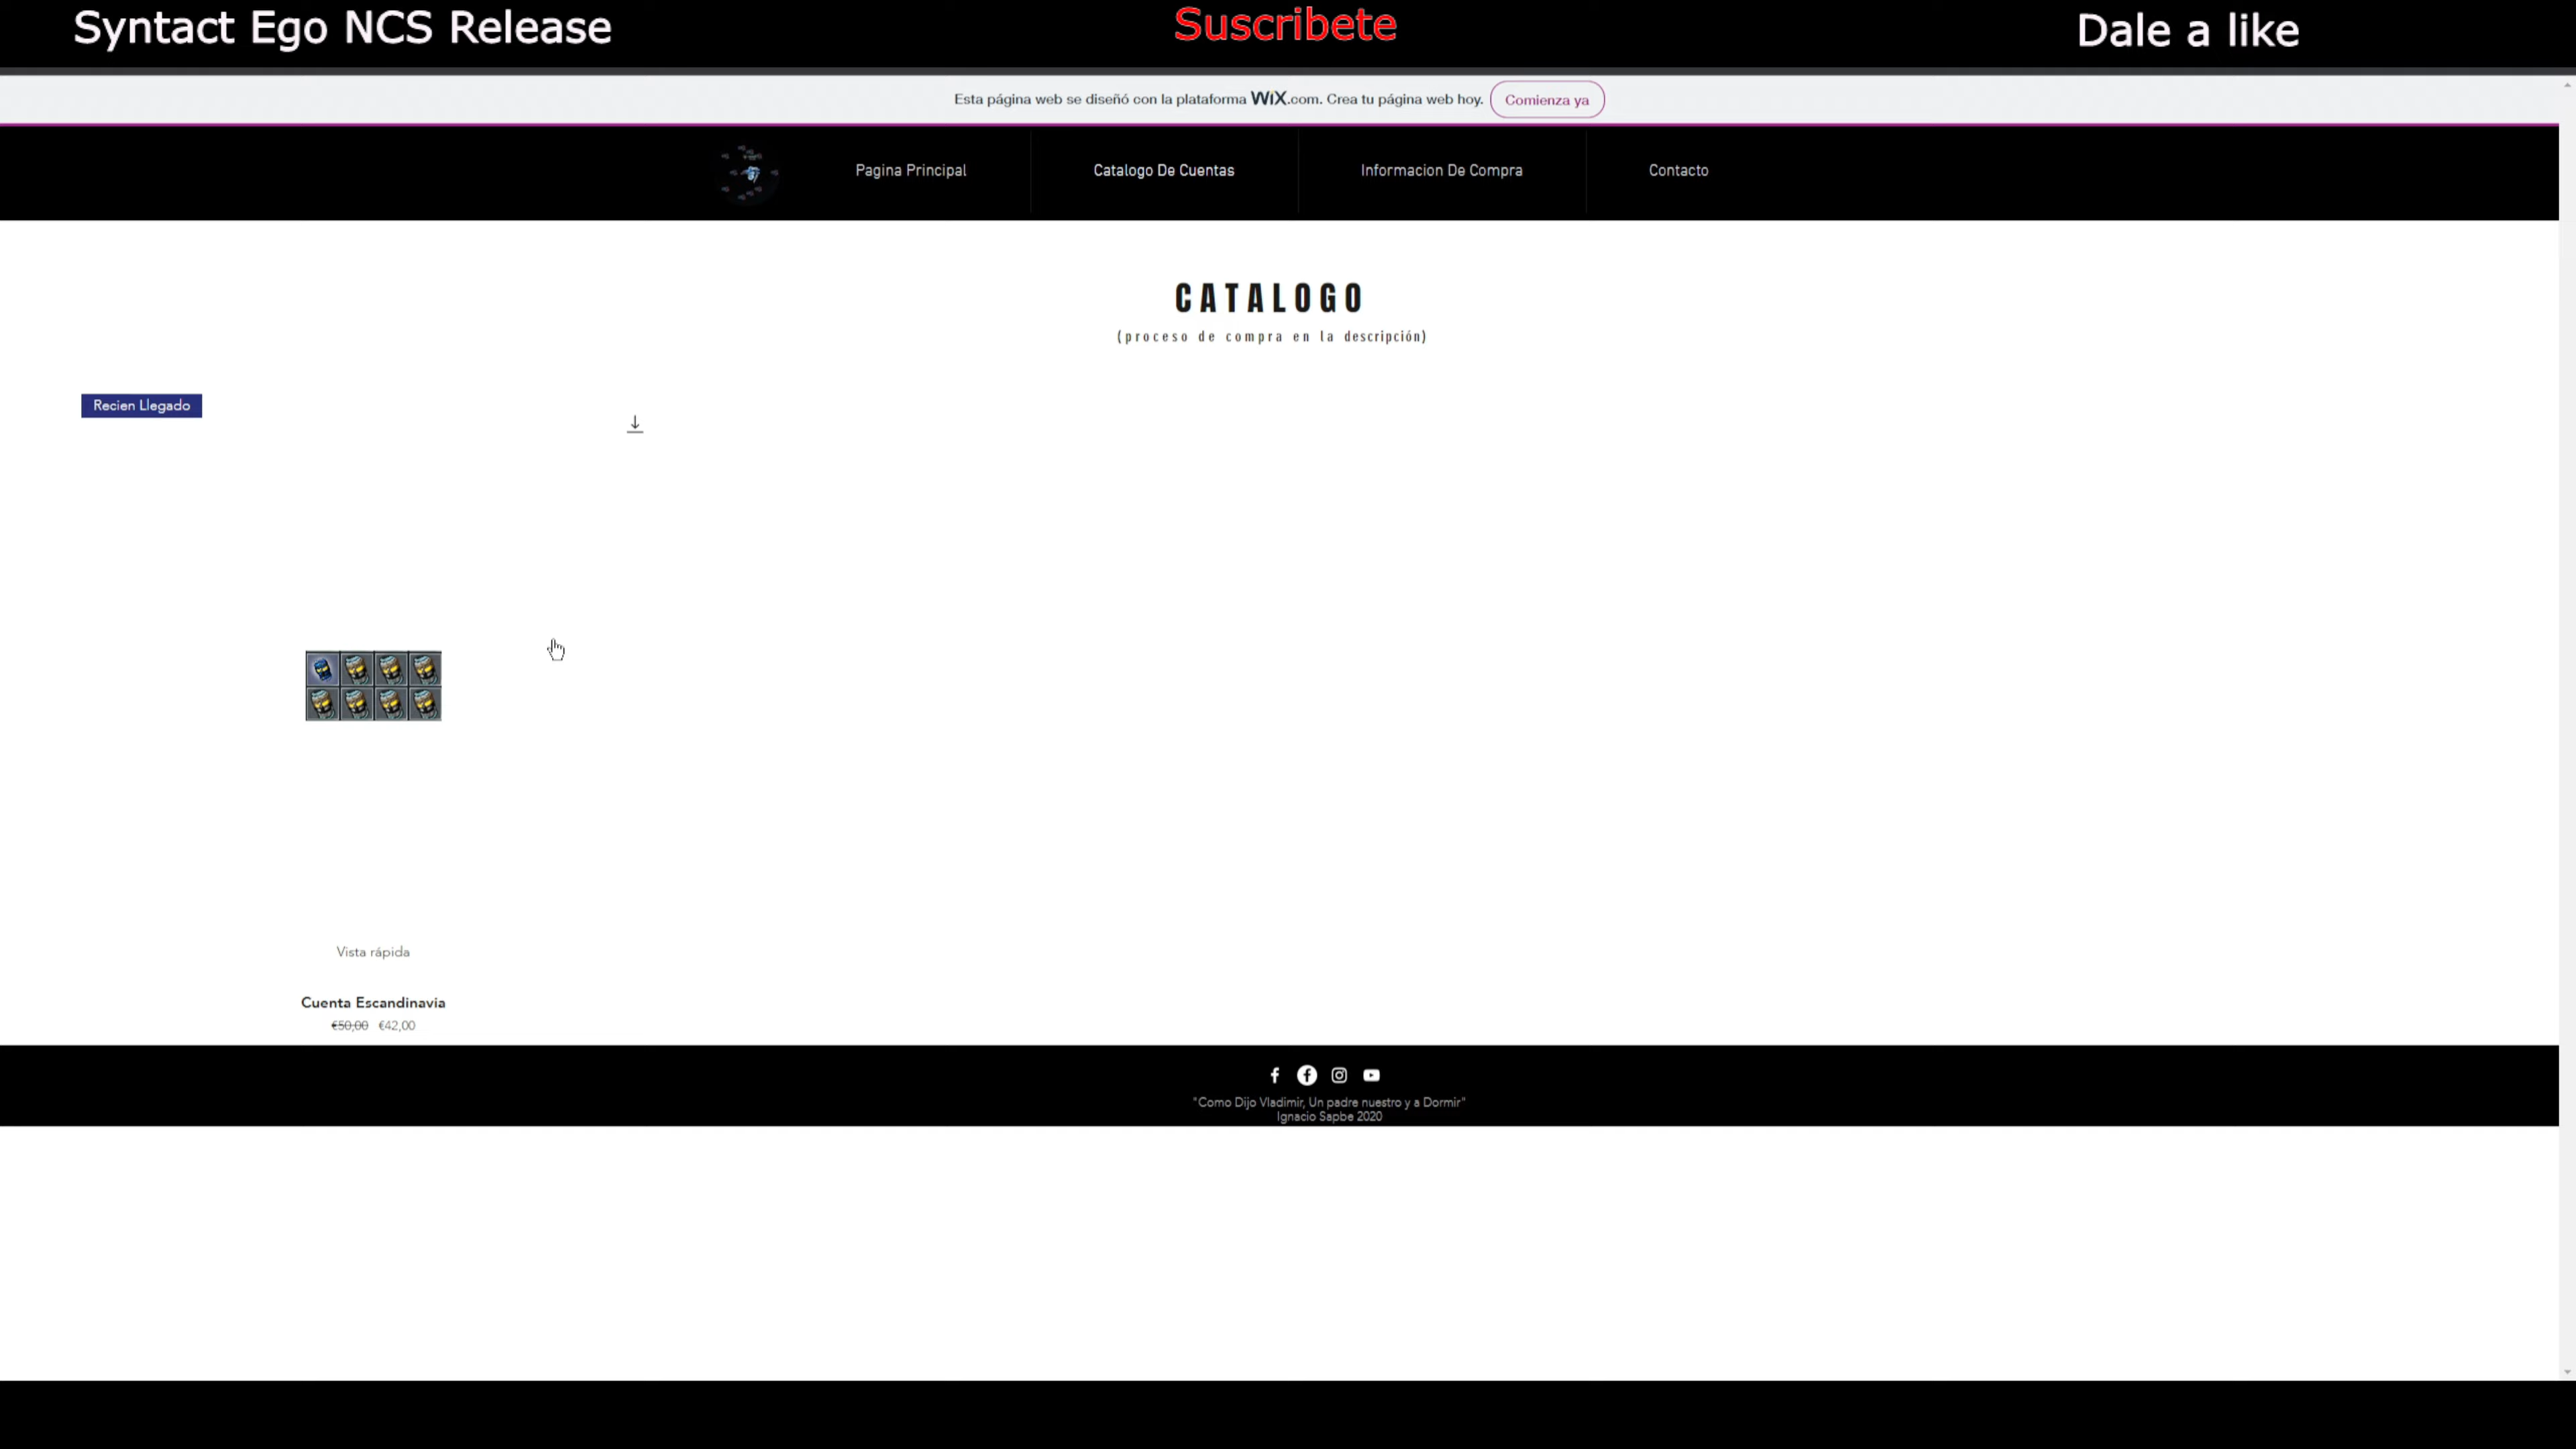 Syntact Ego NCS Release
Suscribete
Dale a like
Esta página web se diseñó con la plataforma WiX.com. Crea tu página web hoy.
Comienza ya
Pagina Principal
Catalogo De Cuentas
Informacion De Compra
Contacto
CATALOGO
(proceso de compra en la descripción)
Recien Llegado
Vista rápida
Cuenta Escandinavia
€50,00 €42,00
"Como Dijo Vladimir, Un padre nuestro y a Dormir"
Ignacio Sapbe 2020